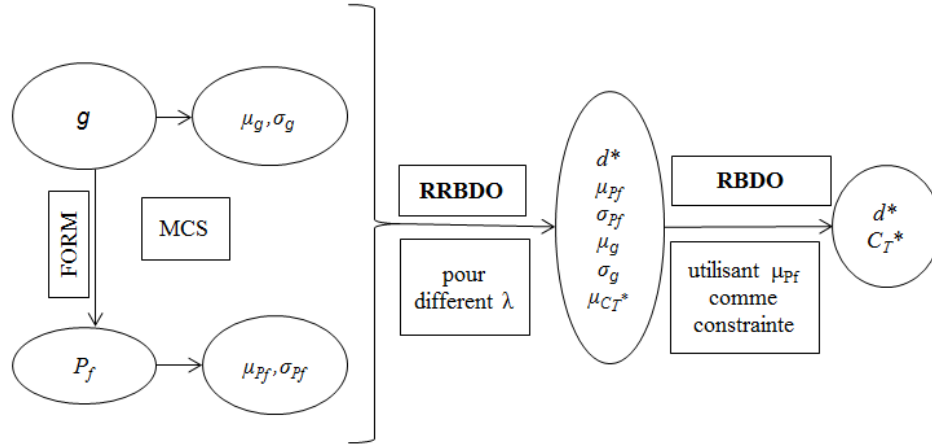 g
μg,σg
FORM
MCS
Pf
μPf,σPf
RRBDO
pour
different λ
d*
μPf
σPf
μg
σg
μCT*
RBDO
utilisant μPf
comme
constrainte
d*
CT*